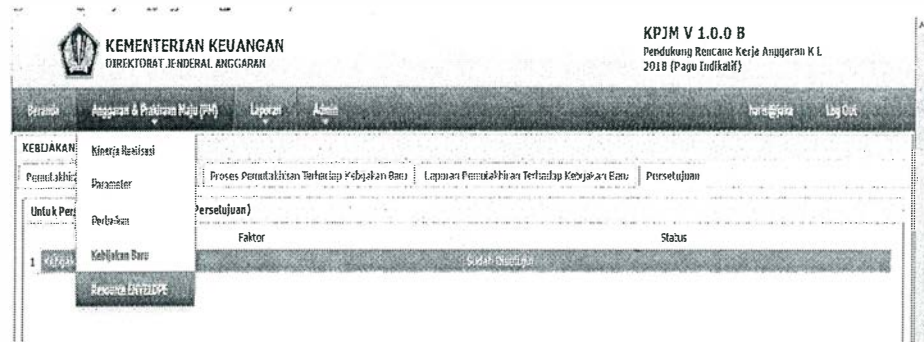 KEMENTERIAN KEUANGAN
DIREKTORAT JENDERAL ANGGARAN
KPJM V 1.0.0 B
Pendukung Rencana Kerja Anggaran K L
2018 (Pagu Indikatif)
Beranda Anggaran & Prakiraan Maju (PM) Laporan Admin Log Out
KEBIJAKAN
Kinerja Realisasi
Proses Pemutakhiran Terhadap Kebijakan Baru Laporan Pemutakhiran Terhadap Kebijakan Baru Persetujuan
Parameter
Untuk Persetujuan)
Perbaikan
Faktor Status
Kebijakan Baru
1 Sudah Disetujui
Resource ENVELOPE